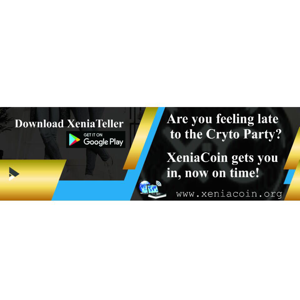 Download XeniaTeller
GET IT ON
Google Play
Are you feeling late
to the Cryto Party?
XeniaCoin gets you
in, now on time!
www.xeniacoin.org